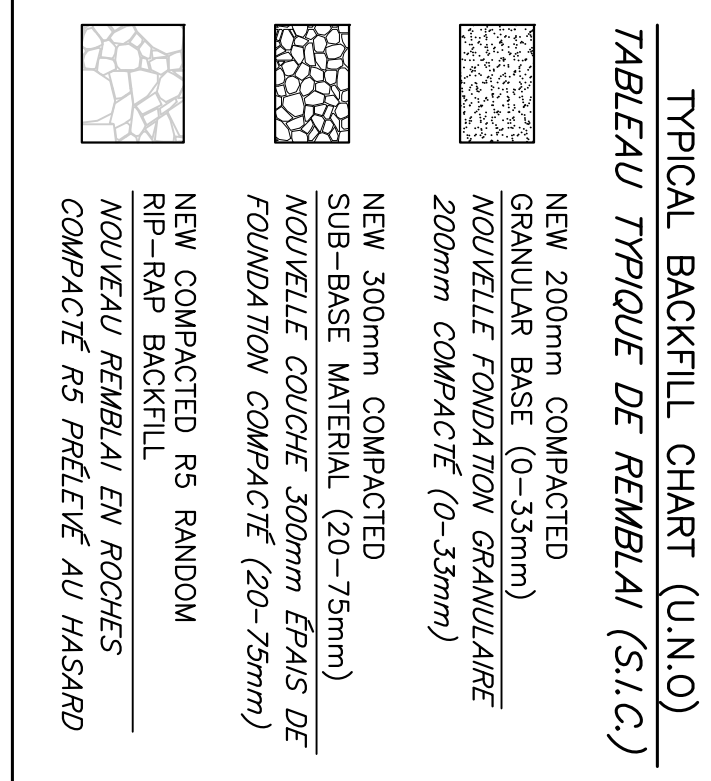 TYPICAL BACKFILL CHART (U.N.O)
TABLEAU TYPIQUE DE REMBLAI (S.I.C.)
NEW 200mm COMPACTED
GRANULAR BASE (0-33mm)
NOUVELLE FONDATION GRANULAIRE
200mm COMPACTÉ (0-33mm)
NEW 300mm COMPACTED
SUB-BASE MATERIAL (20-75mm)
NOUVELLE COUCHE 300mm ÉPAIS DE
FOUNDATION COMPACTÉ (20-75mm)
NEW COMPACTED R5 RANDOM
RIP-RAP BACKFILL
NOUVEAU REMBLAI EN ROCHES
COMPACTÉ R5 PRÉLEVÉ AU HASARD